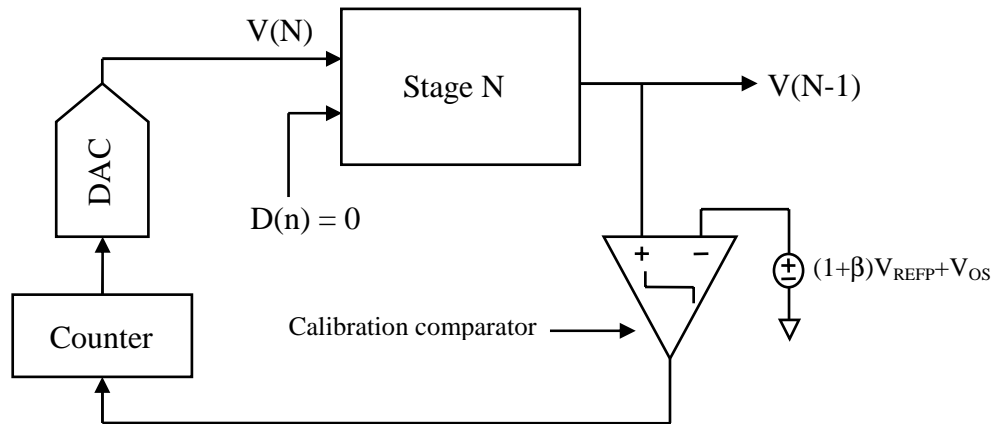 V(N)
Stage N
V(N-1)
DAC
D(n) = 0
+ −
(1+β)V_REFP+V_OS
Calibration comparator
Counter